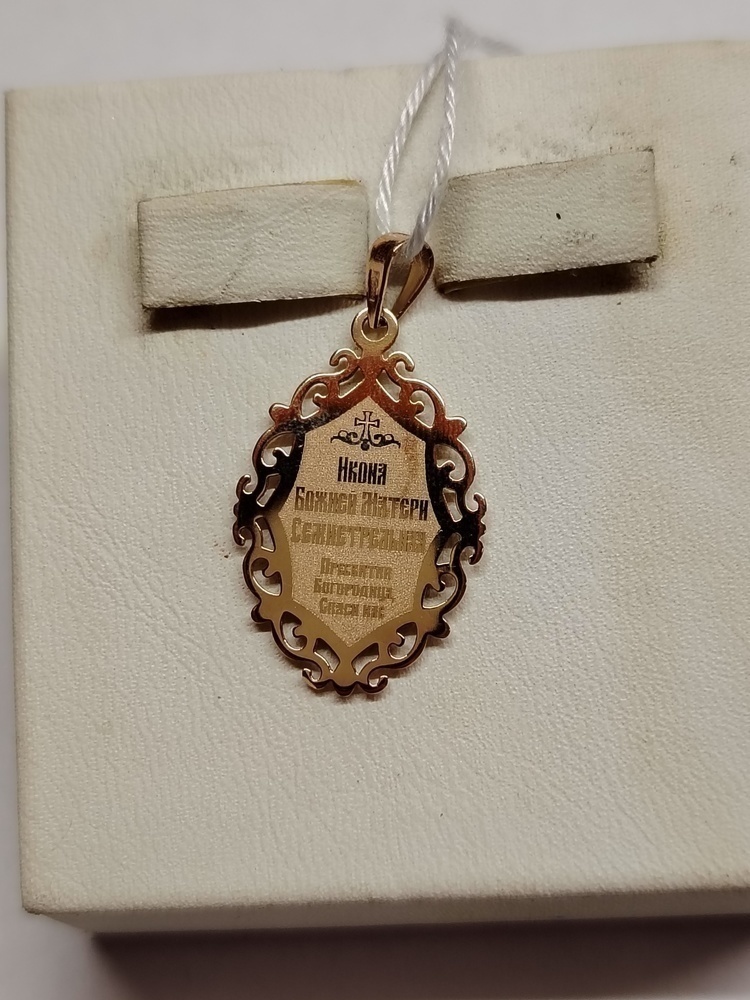 Икона
Божией Матери
Семистрельная
Пресвятая
Богородица,
Спаси нас